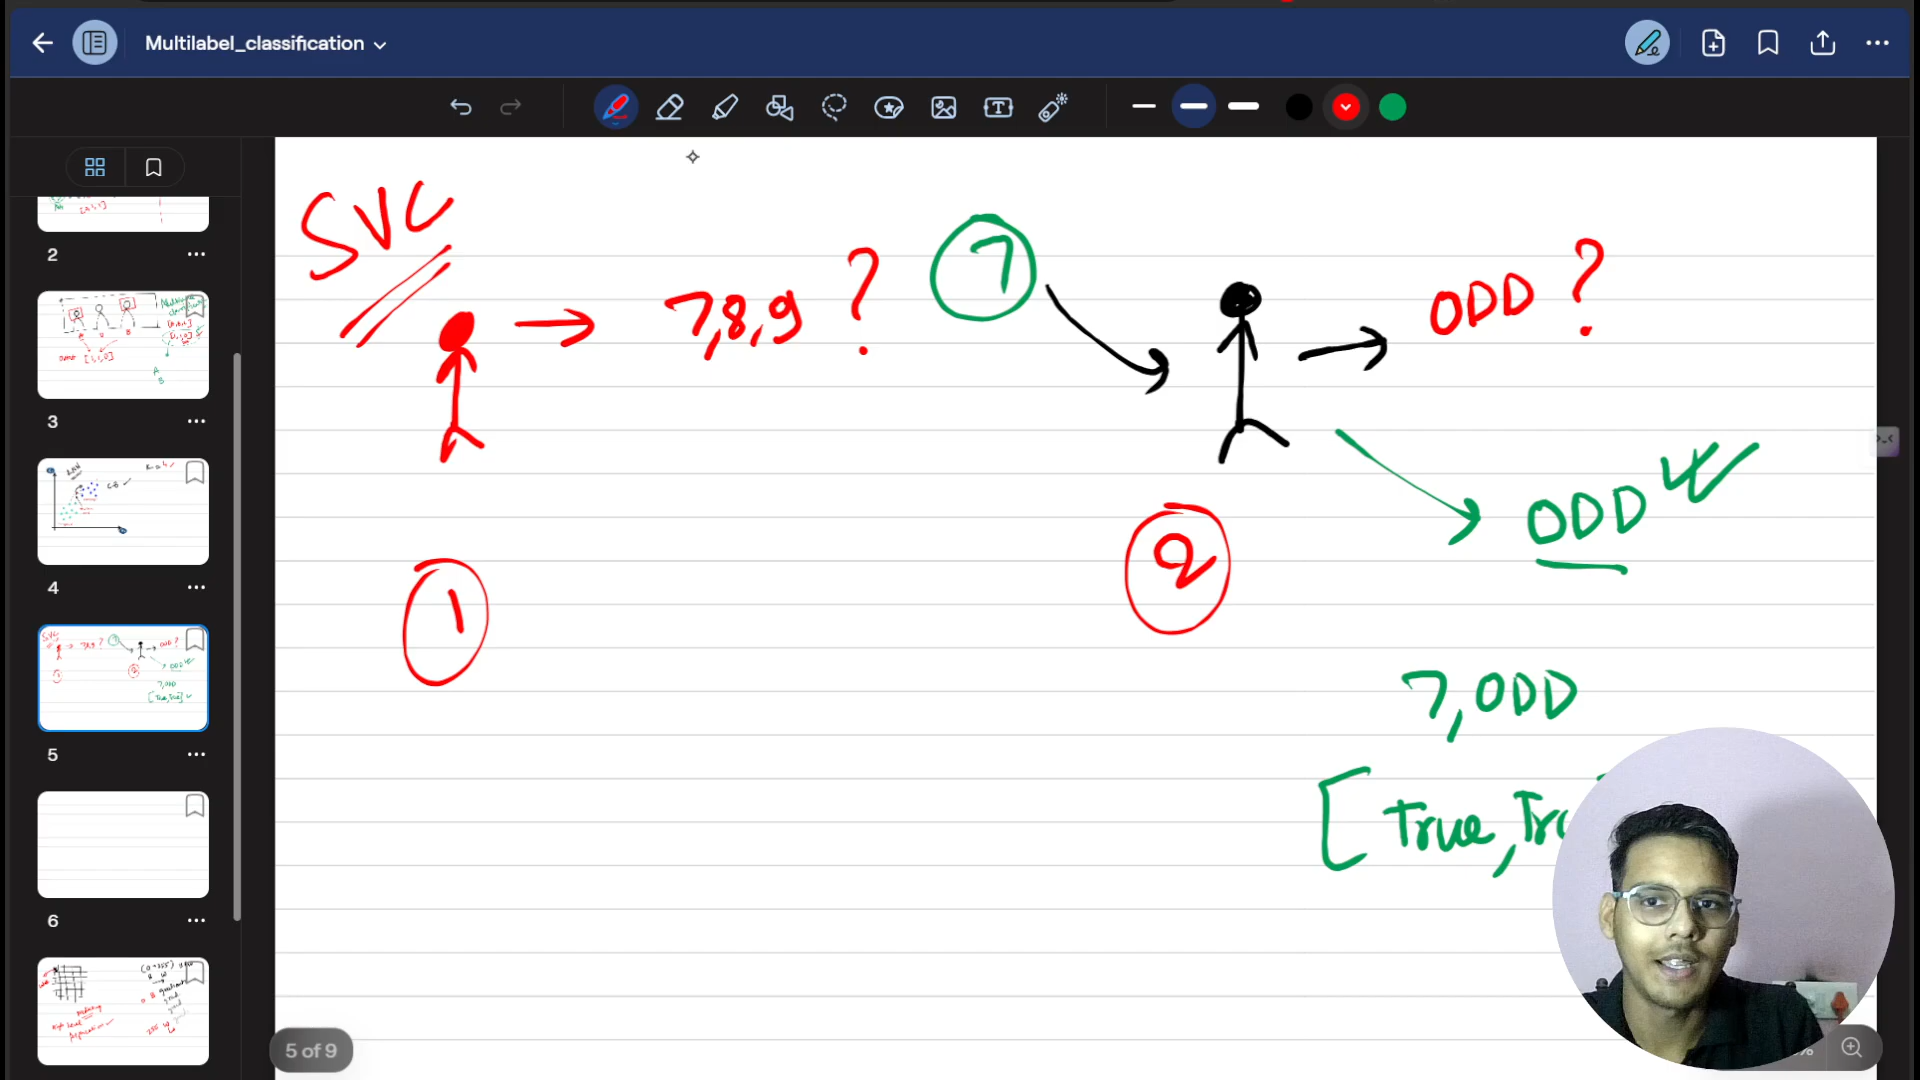 Multilabel_classification
SVC
7,8,9 ?
7
ODD ?
ODD
1
2
7,ODD
[True,
2
3
4
5
6
5 of 9